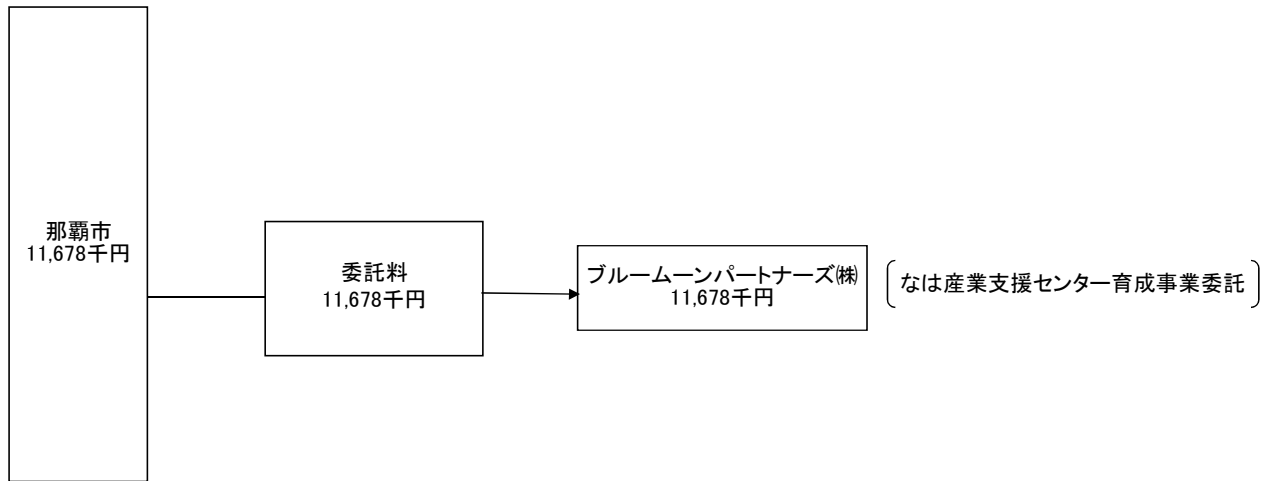 那覇市
11,678千円
委託料
11,678千円
ブルームーンパートナーズ㈱
11,678千円
なは産業支援センター育成事業委託